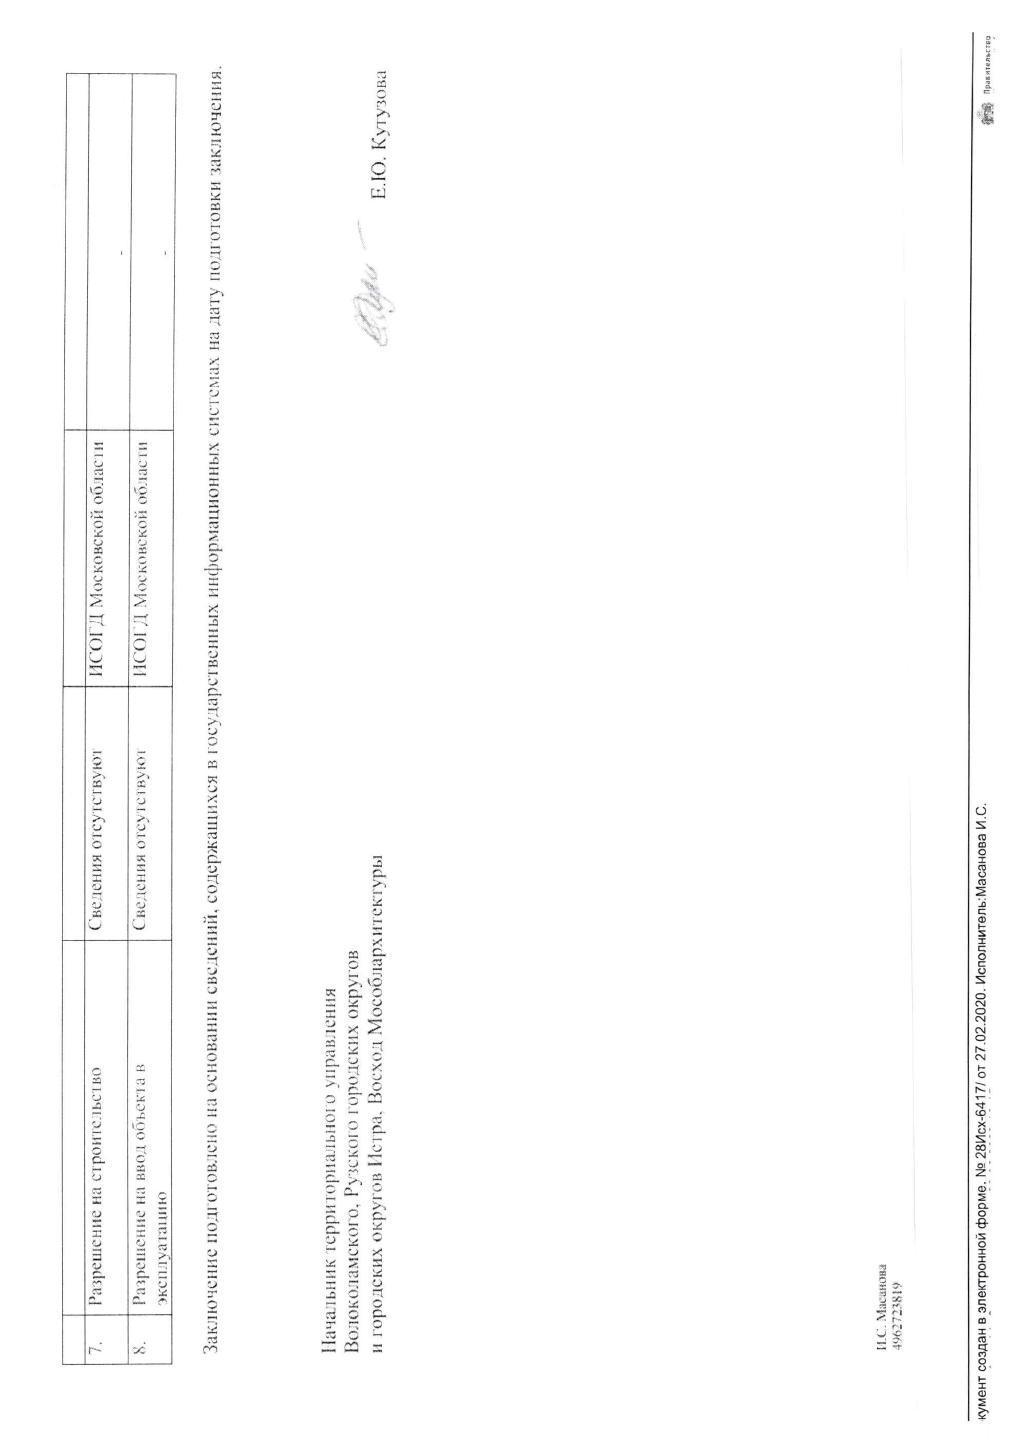 7. Разрешение на строительство Сведения отсутствуют ИСОГД Московской области -
8. Разрешение на ввод объекта в эксплуатацию Сведения отсутствуют ИСОГД Московской области -
Заключение подготовлено на основании сведений, содержащихся в государственных информационных системах на дату подготовки заключения.
Начальник территориального управления
Волоколамского, Рузского городских округов
и городских округов Истра, Восход Мособлархитектуры Е.Ю. Кутузова
И.С. Масанова
4962723819
кумент создан в электронной форме. № 28Исх-6417/ от 27.02.2020. Исполнитель:Масанова И.С.
Правительство